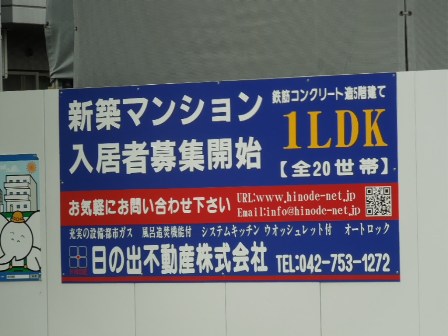 新築マンション
鉄筋コンクリート造5階建て
1LDK
入居者募集開始
【全20世帯】
お気軽にお問い合わせ下さい
URL:www.hinode-net.jp
Email:info@hinode-net.jp
充実の設備:都市ガス 風呂追焚機能付 システムキッチン ウオッシュレット付 オートロック
日の出不動産株式会社
TEL:042-753-1272